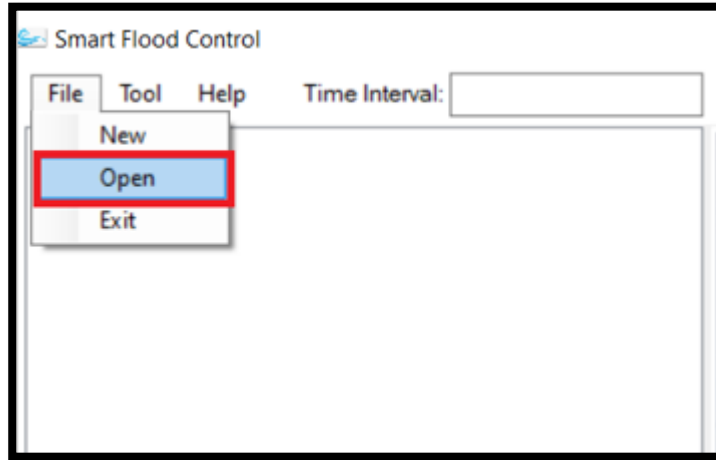 Smart Flood Control
File Tool Help Time Interval:
New
Open
Exit